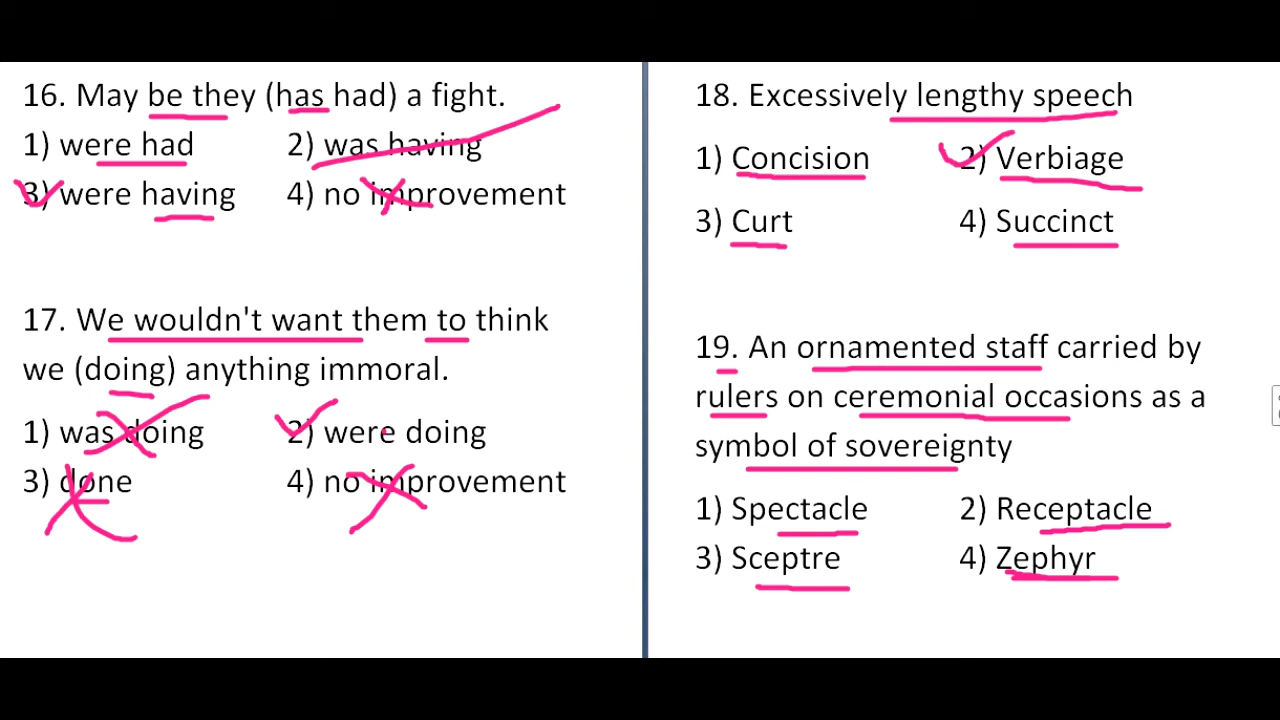 16. May be they (has had) a fight.
1) were had 2) was having
3) were having 4) no improvement
17. We wouldn't want them to think
we (doing) anything immoral.
1) was doing 2) were doing
3) done 4) no improvement
18. Excessively lengthy speech
1) Concision 2) Verbiage
3) Curt 4) Succinct
19. An ornamented staff carried by
rulers on ceremonial occasions as a
symbol of sovereignty
1) Spectacle 2) Receptacle
3) Sceptre 4) Zephyr